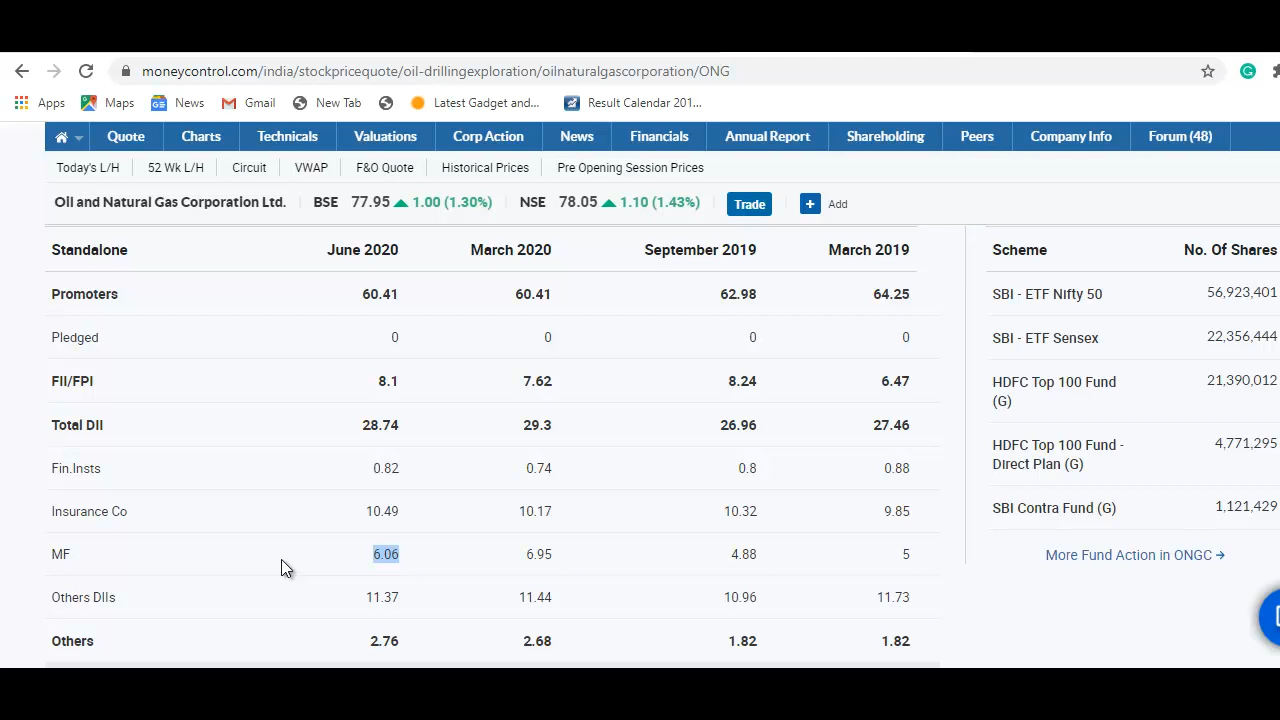 moneycontrol.com/india/stockpricequote/oil-drillingexploration/oilnaturalgascorporation/ONG
Apps Maps News Gmail New Tab Latest Gadget and... Result Calendar 201...
Quote Charts Technicals Valuations Corp Action News Financials Annual Report Shareholding Peers Company Info Forum (48)
Today's L/H 52 Wk L/H Circuit VWAP F&O Quote Historical Prices Pre Opening Session Prices
Oil and Natural Gas Corporation Ltd. BSE 77.95 1.00 (1.30%) NSE 78.05 1.10 (1.43%) Trade + Add
Standalone June 2020 March 2020 September 2019 March 2019
Promoters 60.41 60.41 62.98 64.25
Pledged 0 0 0 0
FII/FPI 8.1 7.62 8.24 6.47
Total DII 28.74 29.3 26.96 27.46
Fin.Insts 0.82 0.74 0.8 0.88
Insurance Co 10.49 10.17 10.32 9.85
MF 6.06 6.95 4.88 5
Others DIIs 11.37 11.44 10.96 11.73
Others 2.76 2.68 1.82 1.82
Scheme No. Of Shares
SBI - ETF Nifty 50 56,923,401
SBI - ETF Sensex 22,356,444
HDFC Top 100 Fund 21,390,012
(G)
HDFC Top 100 Fund - 4,771,295
Direct Plan (G)
SBI Contra Fund (G) 1,121,429
More Fund Action in ONGC →